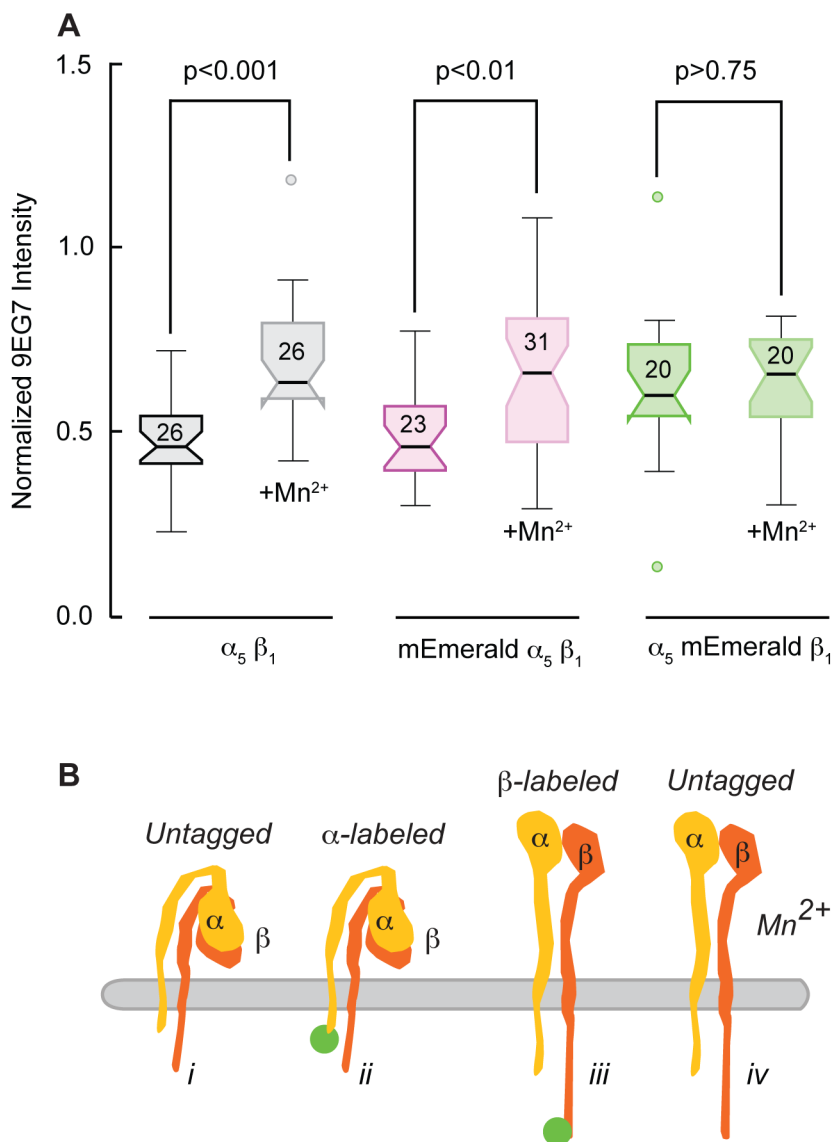 A
1.5
p<0.001
p<0.01
p>0.75
Normalized 9EG7 Intensity
1.0
0.5
0.0
26
26
+Mn²⁺
23
31
+Mn²⁺
20
20
+Mn²⁺
α₅ β₁
mEmerald α₅ β₁
α₅ mEmerald β₁
B
Untagged
α-labeled
β-labeled
Untagged
α
β
α
β
α
β
α
β
Mn²⁺
i
ii
iii
iv